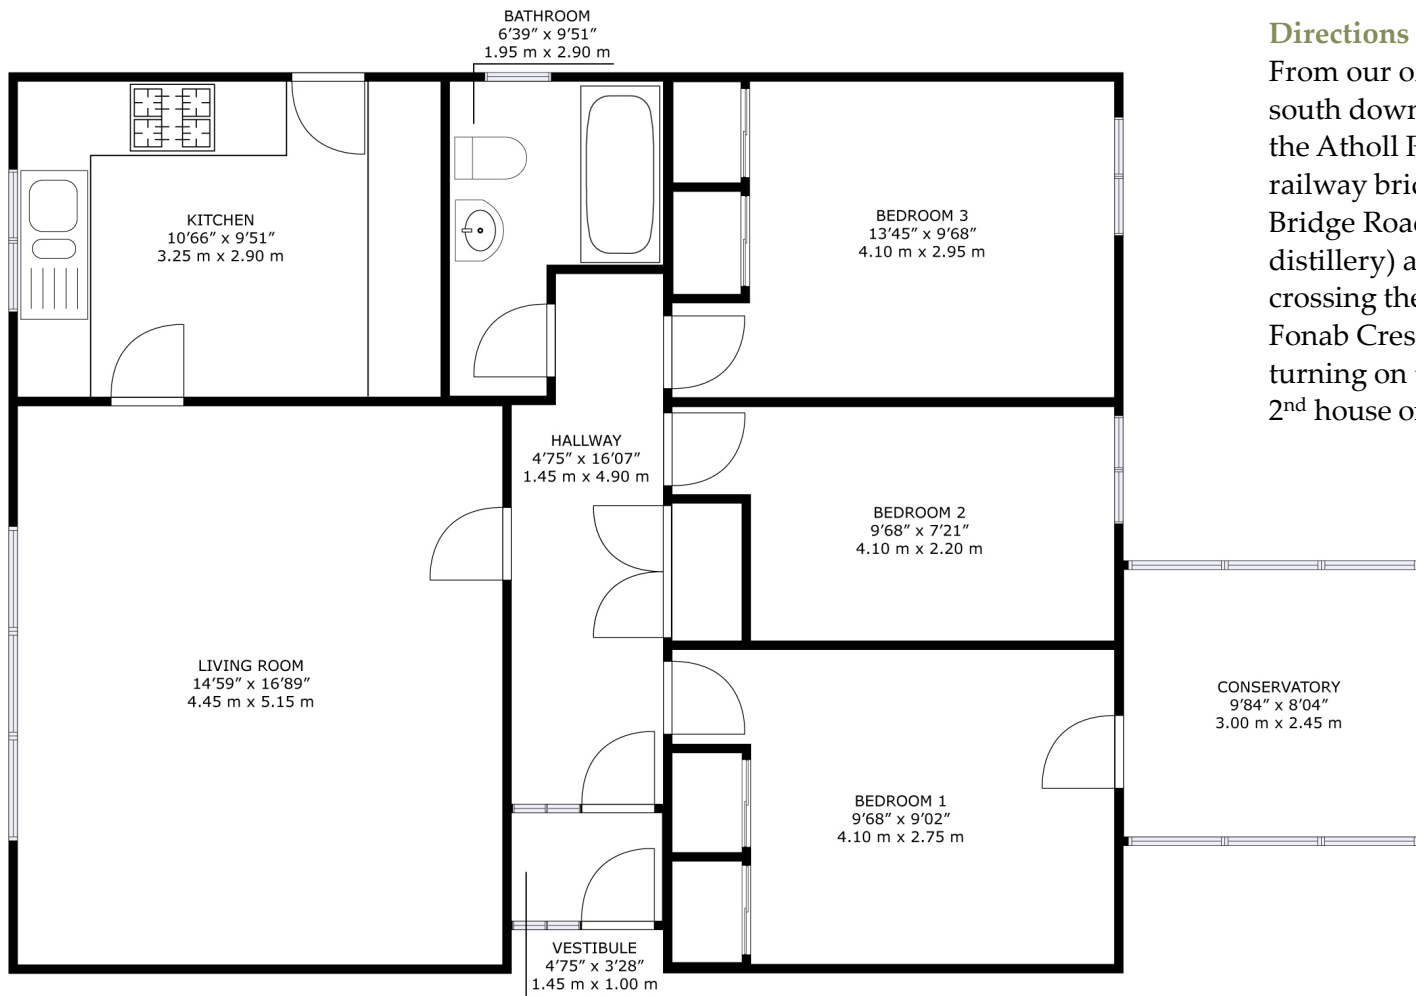 BATHROOM
6’39” x 9’51”
1.95 m x 2.90 m
KITCHEN
10’66” x 9’51”
3.25 m x 2.90 m
BEDROOM 3
13’45” x 9’68”
4.10 m x 2.95 m
HALLWAY
4’75” x 16’07”
1.45 m x 4.90 m
BEDROOM 2
9’68” x 7’21”
4.10 m x 2.20 m
LIVING ROOM
14’59” x 16’89”
4.45 m x 5.15 m
CONSERVATORY
9’84” x 8’04”
3.00 m x 2.45 m
BEDROOM 1
9’68” x 9’02”
4.10 m x 2.75 m
VESTIBULE
4’75” x 3’28”
1.45 m x 1.00 m
Directions
From our
south down
the Atholl
railway
Bridge
distillery)
crossing
Fonab
turning on
2nd house